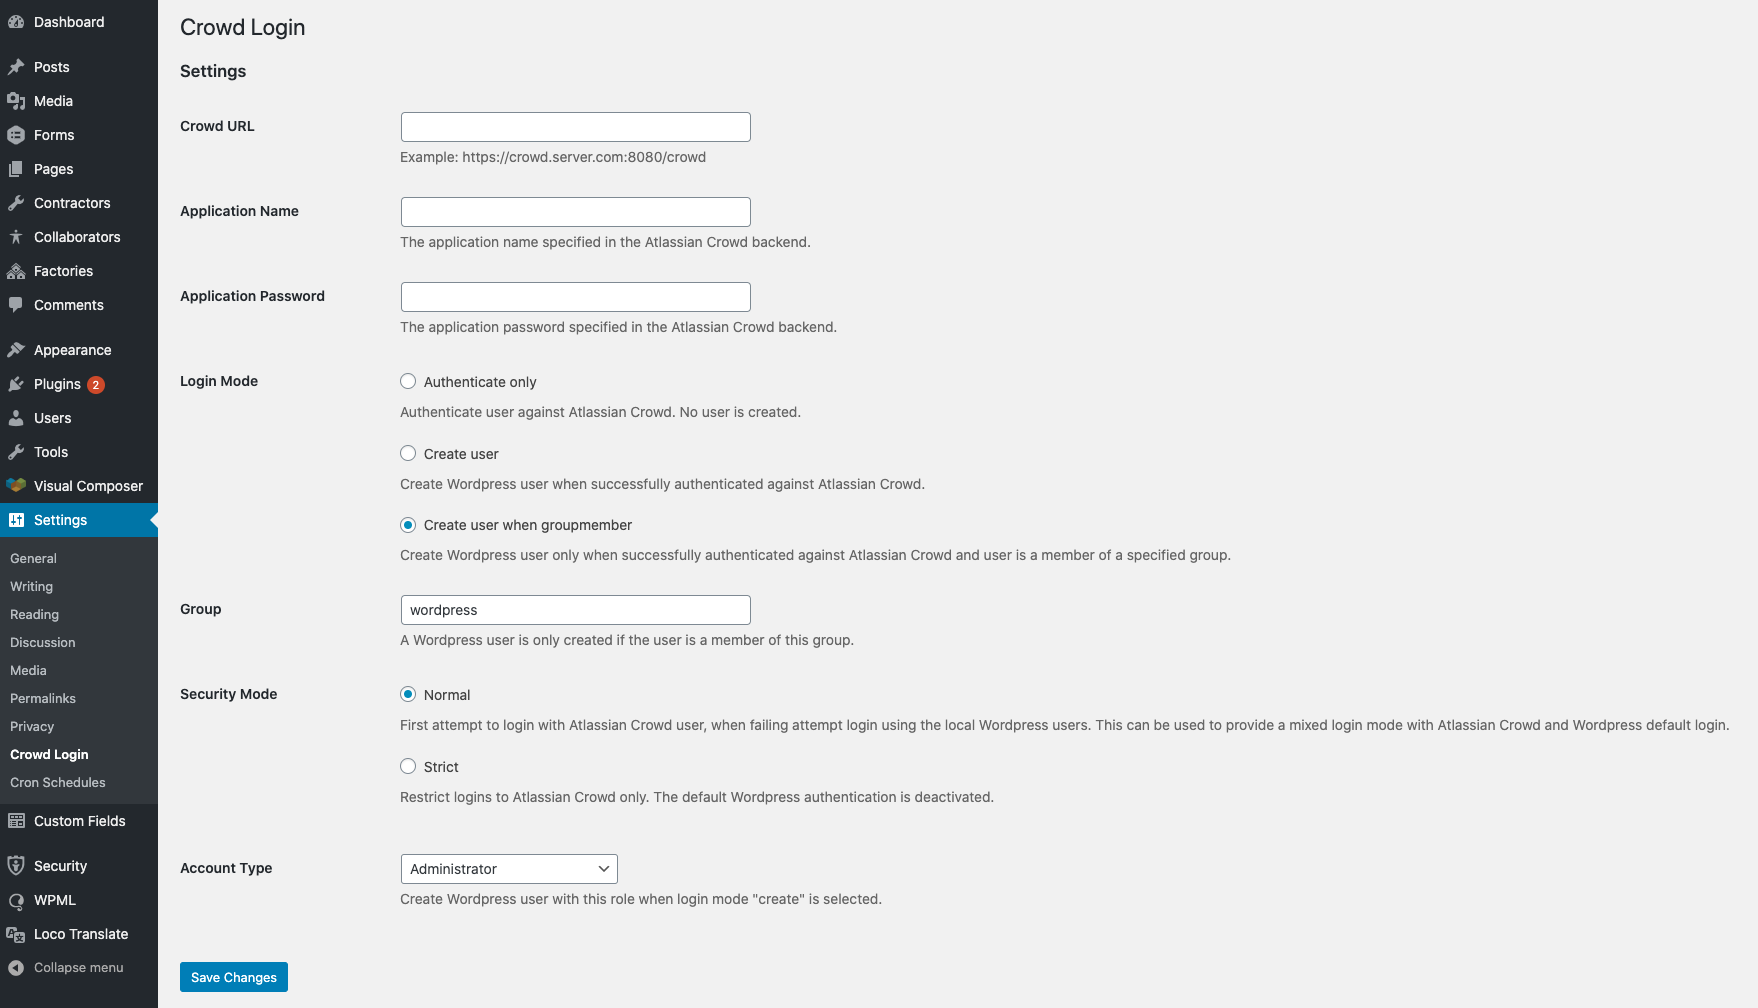 Dashboard
Posts
Media
Forms
Pages
Contractors
Collaborators
Factories
Comments
Appearance
Plugins 2
Users
Tools
Visual Composer
Settings
General
Writing
Reading
Discussion
Media
Permalinks
Privacy
Crowd Login
Cron Schedules
Custom Fields
Security
WPML
Loco Translate
Collapse menu
Crowd Login
Settings
Crowd URL
Example: https://crowd.server.com:8080/crowd
Application Name
The application name specified in the Atlassian Crowd backend.
Application Password
The application password specified in the Atlassian Crowd backend.
Login Mode
Authenticate only
Authenticate user against Atlassian Crowd. No user is created.
Create user
Create Wordpress user when successfully authenticated against Atlassian Crowd.
Create user when groupmember
Create Wordpress user only when successfully authenticated against Atlassian Crowd and user is a member of a specified group.
Group
wordpress
A Wordpress user is only created if the user is a member of this group.
Security Mode
Normal
First attempt to login with Atlassian Crowd user, when failing attempt login using the local Wordpress users. This can be used to provide a mixed login mode with Atlassian Crowd and Wordpress default login.
Strict
Restrict logins to Atlassian Crowd only. The default Wordpress authentication is deactivated.
Account Type
Administrator
Create Wordpress user with this role when login mode "create" is selected.
Save Changes